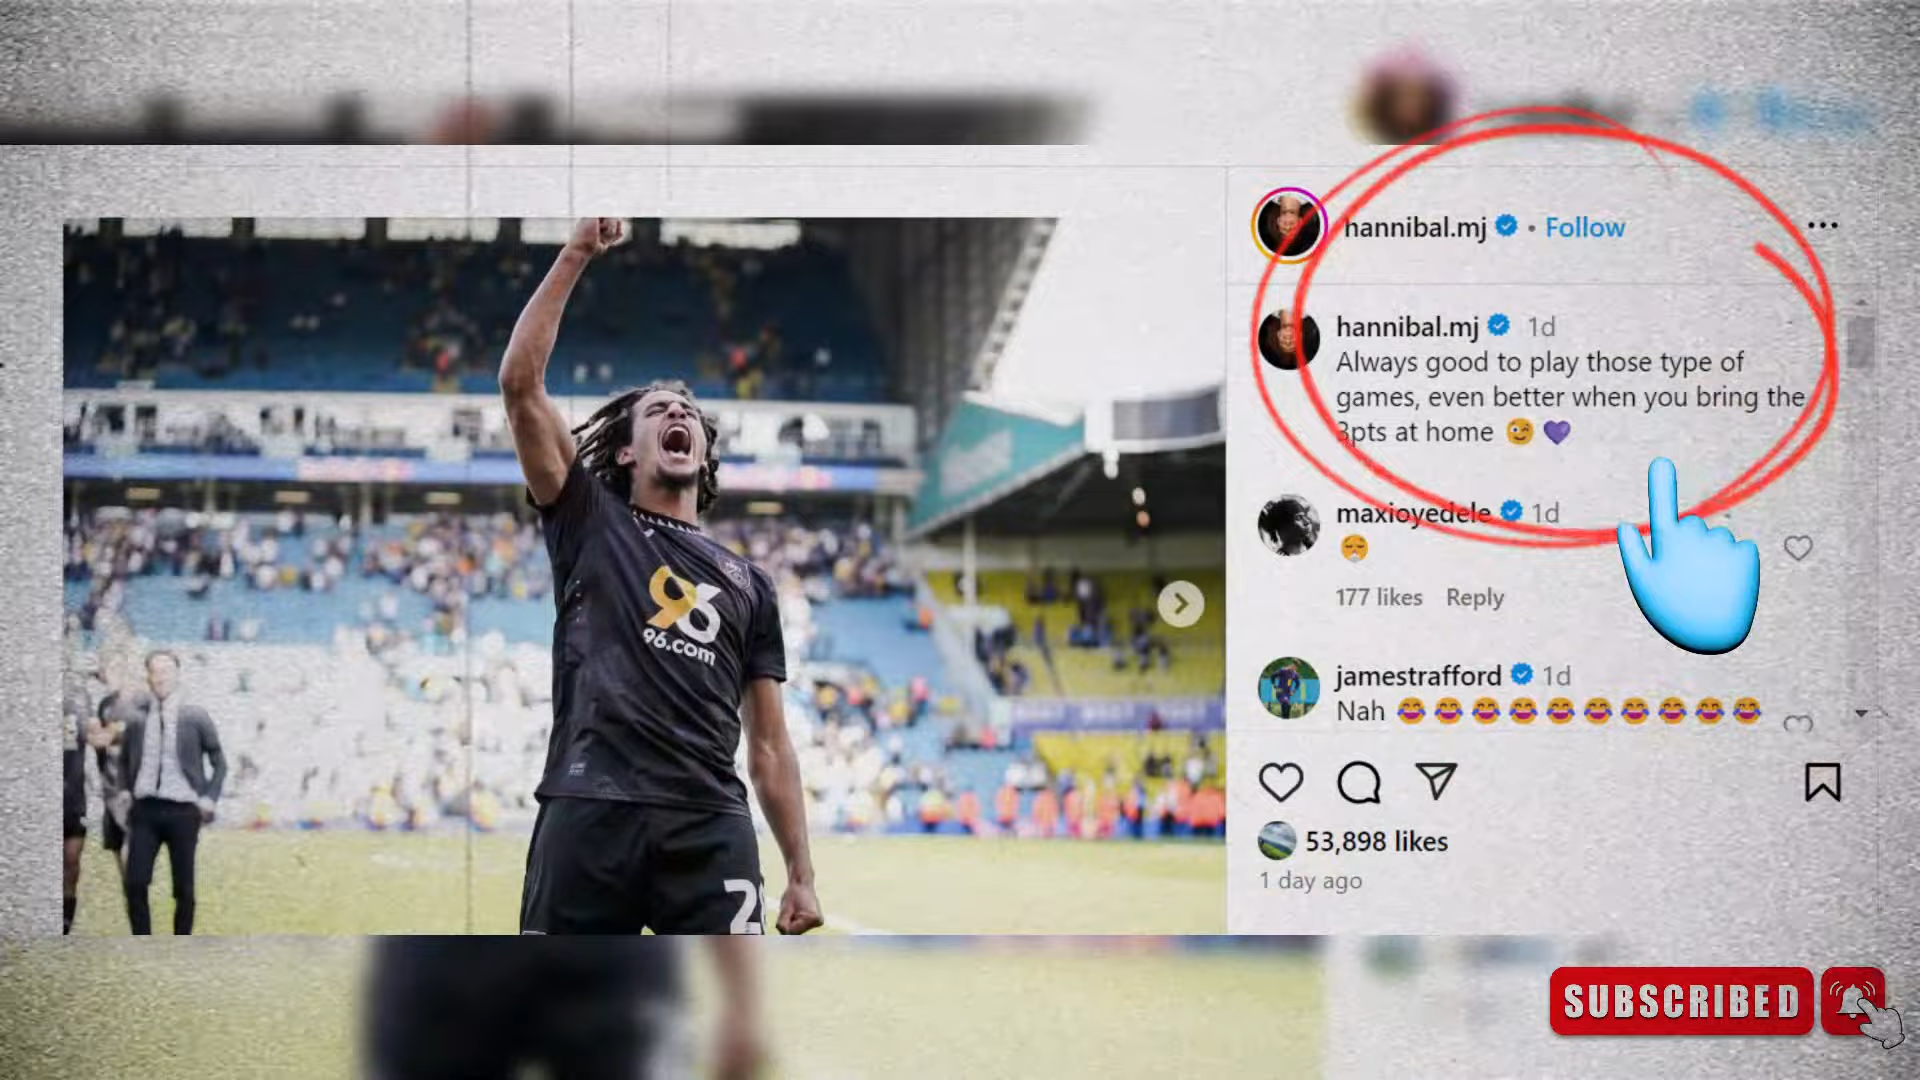 hannibal.mj • Follow
hannibal.mj 1d
Always good to play those type of
games, even better when you bring the
3pts at home 😉 💜
maxioyedele 1d
😮‍💨
177 likes Reply
jamestrafford 1d
Nah 😂 😂 😂 😂 😂 😂 😂 😂 😂 😂
53,898 likes
1 day ago
96
96.com
28
SUBSCRIBED